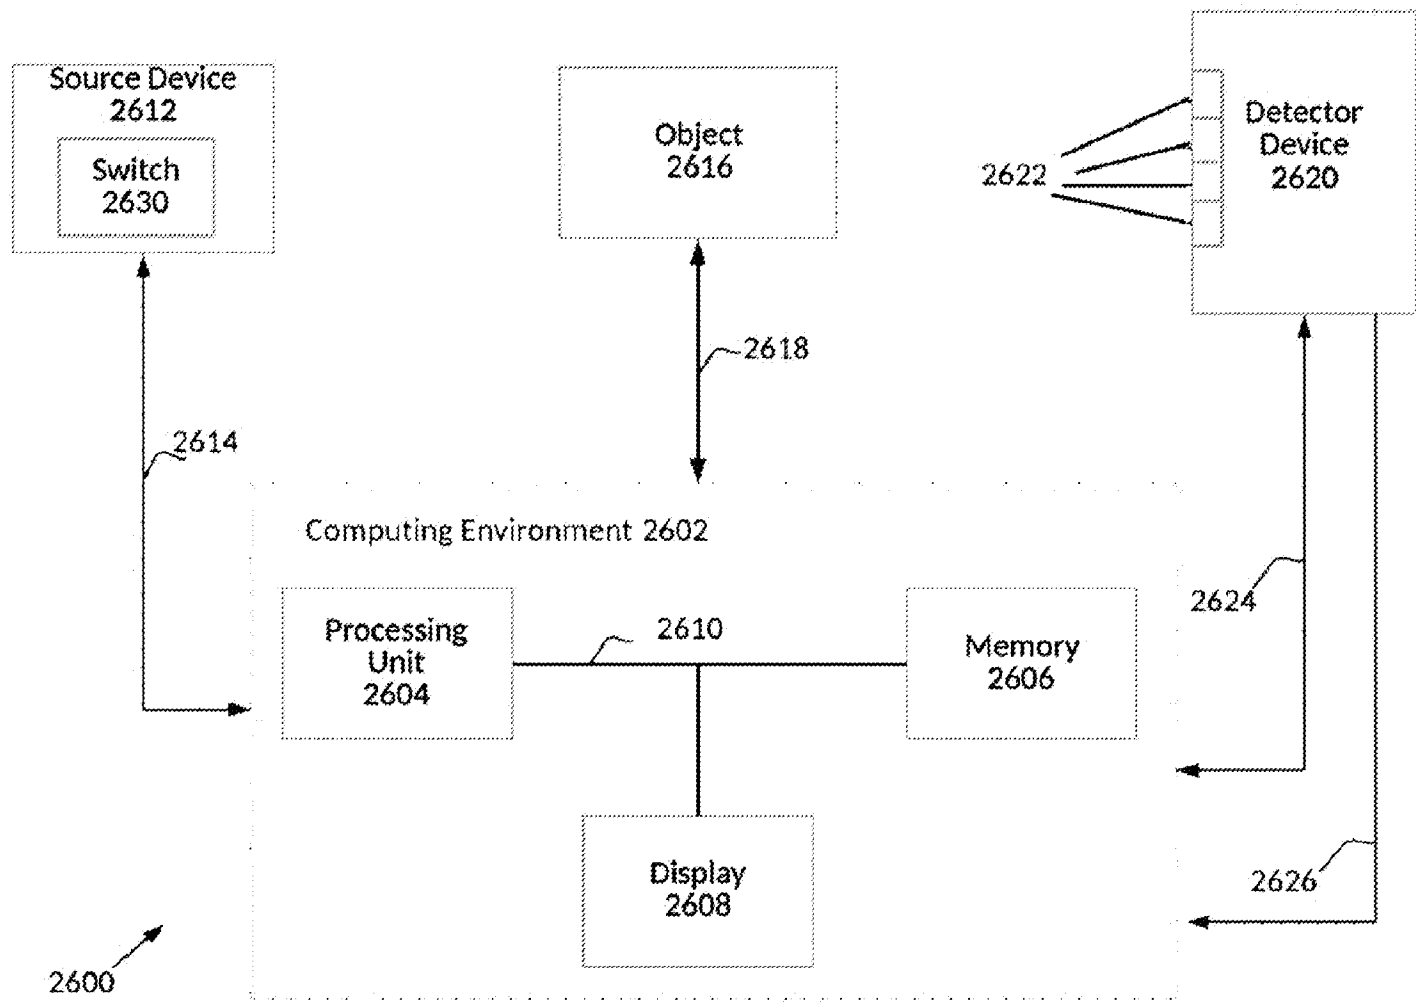 Source Device
2612
Switch
2630
Object
2616
2622
Detector
Device
2620
2618
2614
Computing Environment 2602
2624
Processing
Unit
2604
2610
Memory
2606
Display
2608
2626
2600